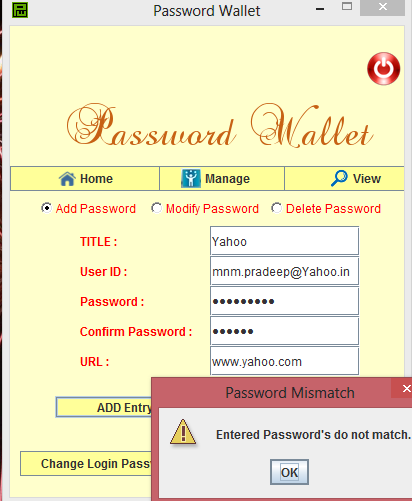 Password Wallet
Password Wallet
Home Manage View
Add Password Modify Password Delete Password
TITLE : Yahoo
User ID : mnm.pradeep@Yahoo.in
Password : •••••••••
Confirm Password : ••••••
URL : www.yahoo.com
ADD Entry
Password Mismatch
Entered Password's do not match.
Change Login Passw
OK